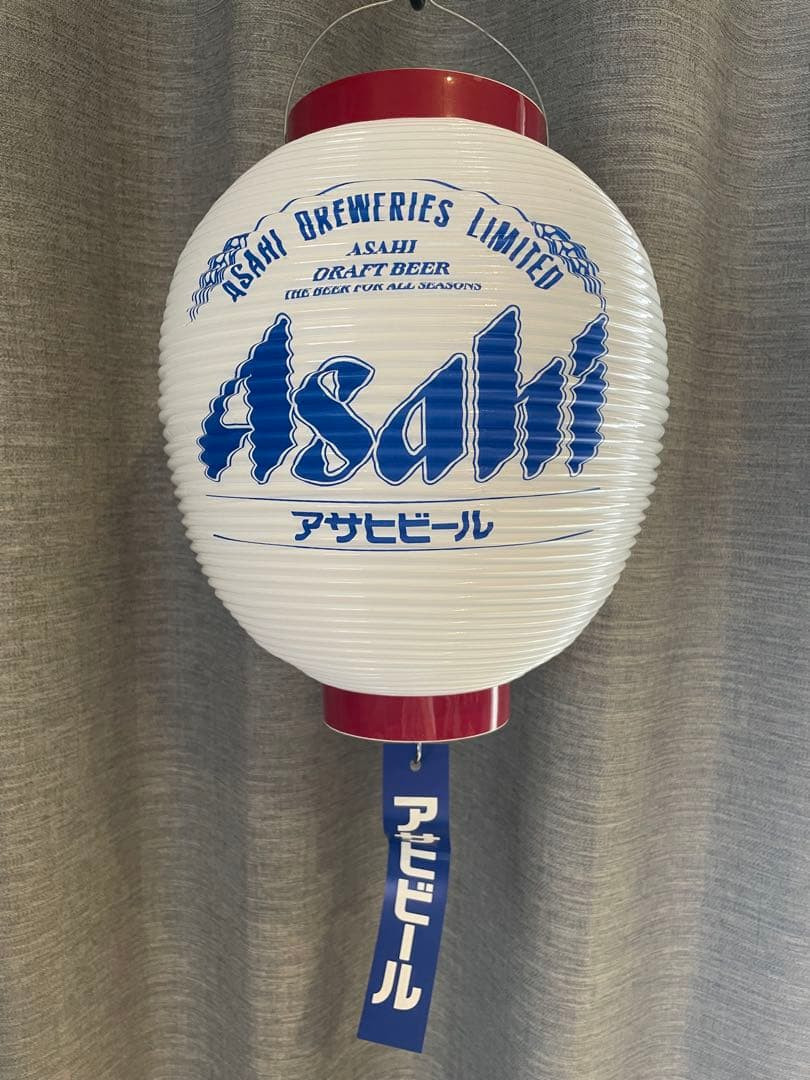 ASAHI BREWERIES LIMITED
ASAHI
DRAFT BEER
THE BEER FOR ALL SEASONS
Asahi
アサヒビール
アサヒビール